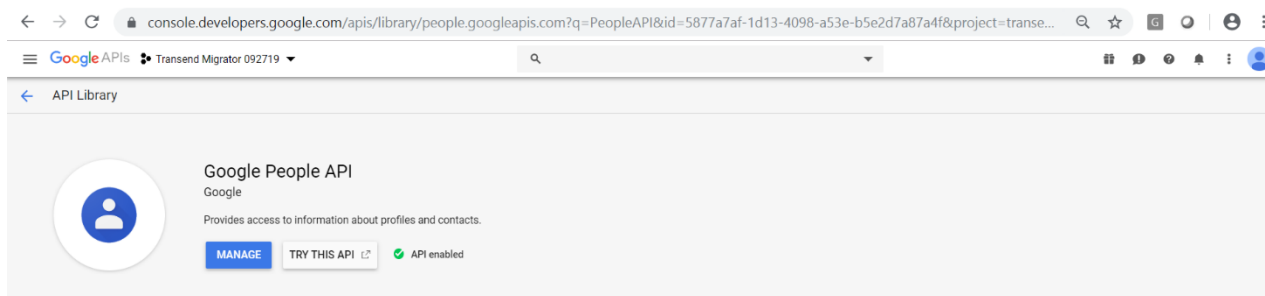 console.developers.google.com/apis/library/people.googleapis.com?q=PeopleAPI&id=5877a7af-1d13-4098-a53e-b5e2d7a87a4f&project=transe...
G
Google APIs Transend Migrator 092719
API Library
Google People API
Google
Provides access to information about profiles and contacts.
MANAGE TRY THIS API API enabled